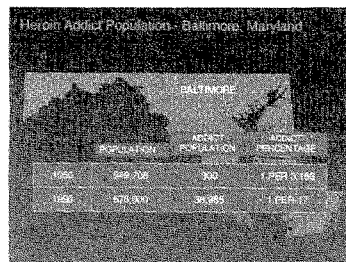 Heroin Addict Population - Baltimore, Maryland
BALTIMORE
POPULATION ADDICT POPULATION ADDICT PERCENTAGE
1950 949,708 300 1 PER 3,166
675,000 38,985 1 PER 17